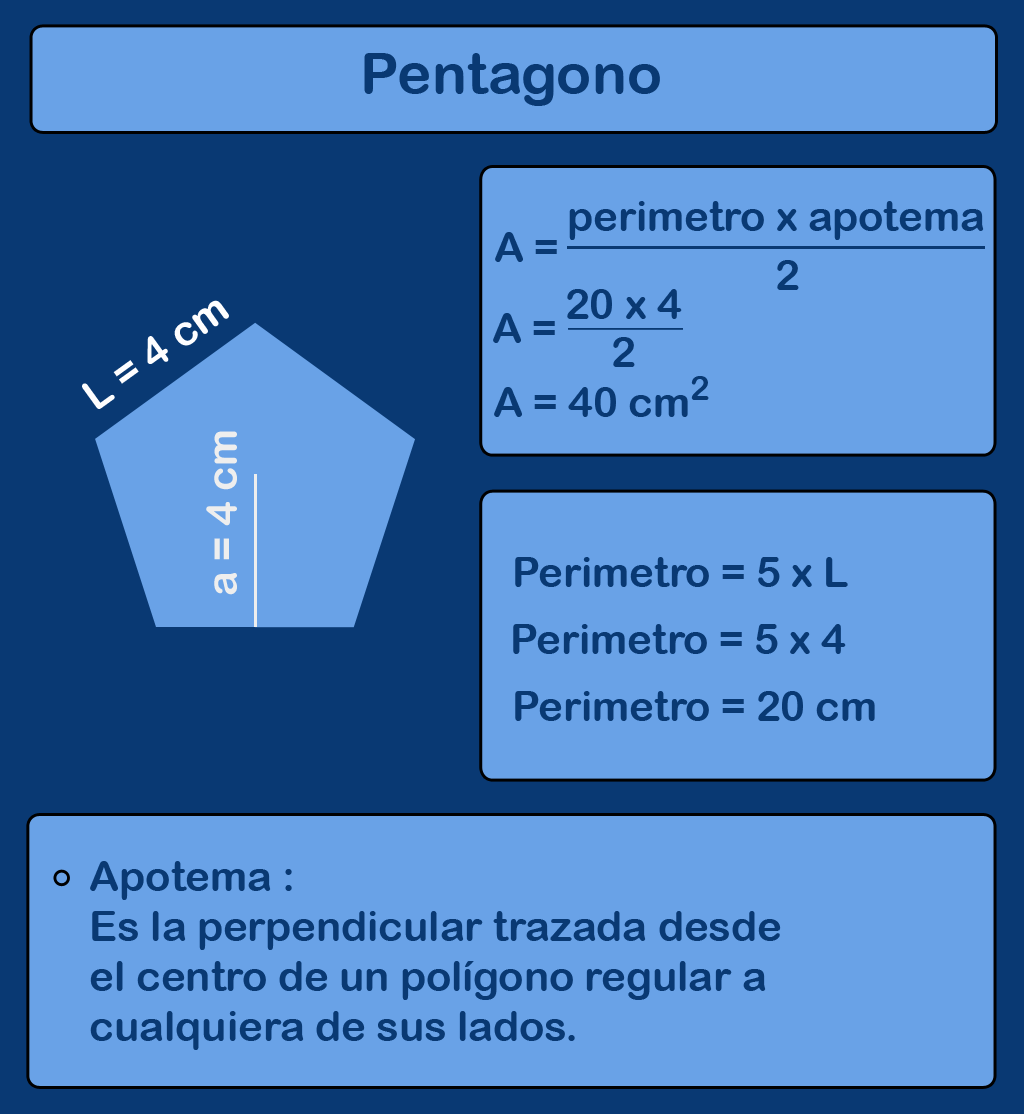 Pentagono
L = 4 cm
a = 4 cm
A = perimetro x apotema
2
A = 20 x 4
2
A = 40 cm²
Perimetro = 5 x L
Perimetro = 5 x 4
Perimetro = 20 cm
Apotema :
Es la perpendicular trazada desde
el centro de un polígono regular a
cualquiera de sus lados.